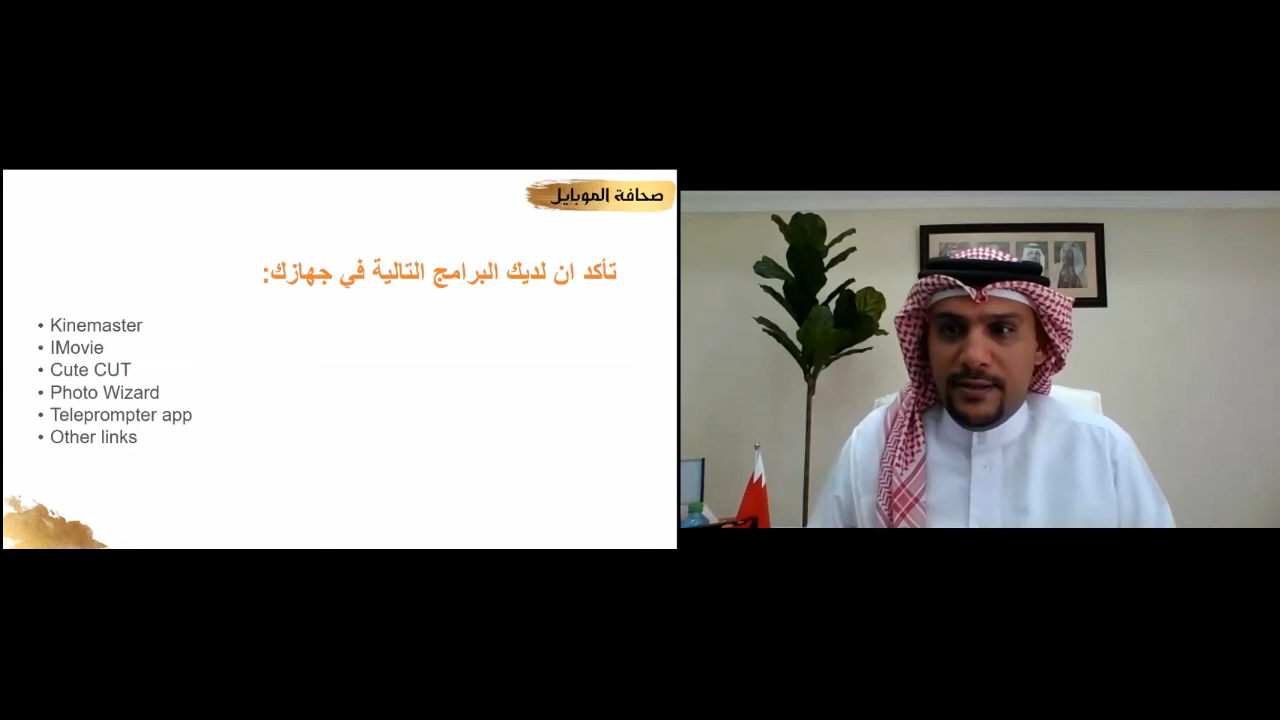 صحافة الموبايل
تأكد ان لديك البرامج التالية في جهازك:
• Kinemaster
• IMovie
• Cute CUT
• Photo Wizard
• Teleprompter app
• Other links